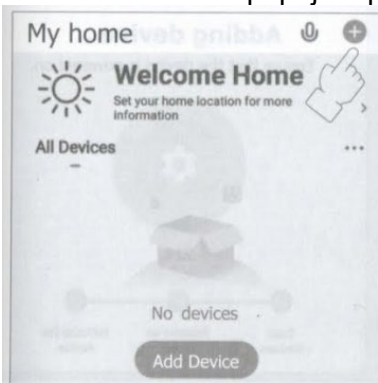 My home
Welcome Home
Set your home location for more
information
All Devices
No devices
Add Device